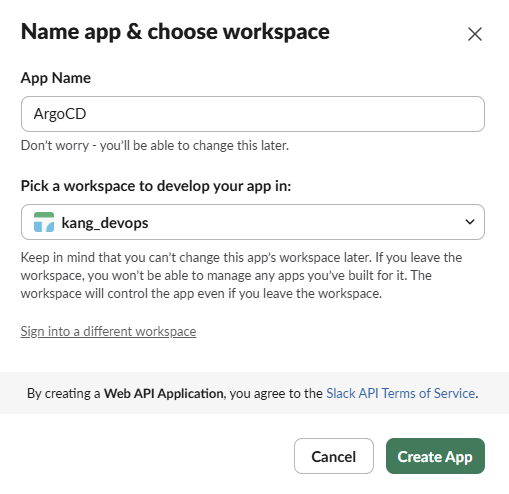 Name app & choose workspace
App Name
ArgoCD
Don't worry - you'll be able to change this later.
Pick a workspace to develop your app in:
kang_devops
Keep in mind that you can't change this app's workspace later. If you leave the
workspace, you won't be able to manage any apps you've built for it. The
workspace will control the app even if you leave the workspace.
Sign into a different workspace
By creating a Web API Application, you agree to the Slack API Terms of Service.
Cancel
Create App